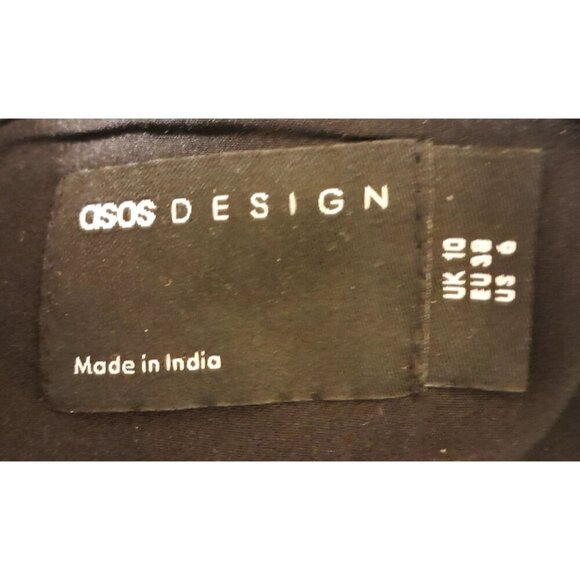 asos DESIGN
Made in India
UK 10
EU 38
US 6